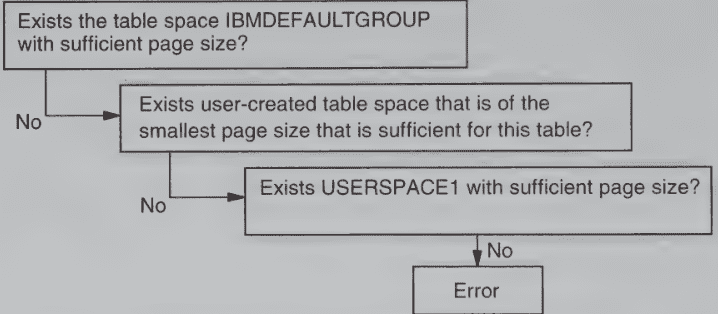 Exists the table space IBMDEFAULTGROUP
with sufficient page size?
No
Exists user-created table space that is of the
smallest page size that is sufficient for this table?
No
Exists USERSPACE1 with sufficient page size?
No
Error